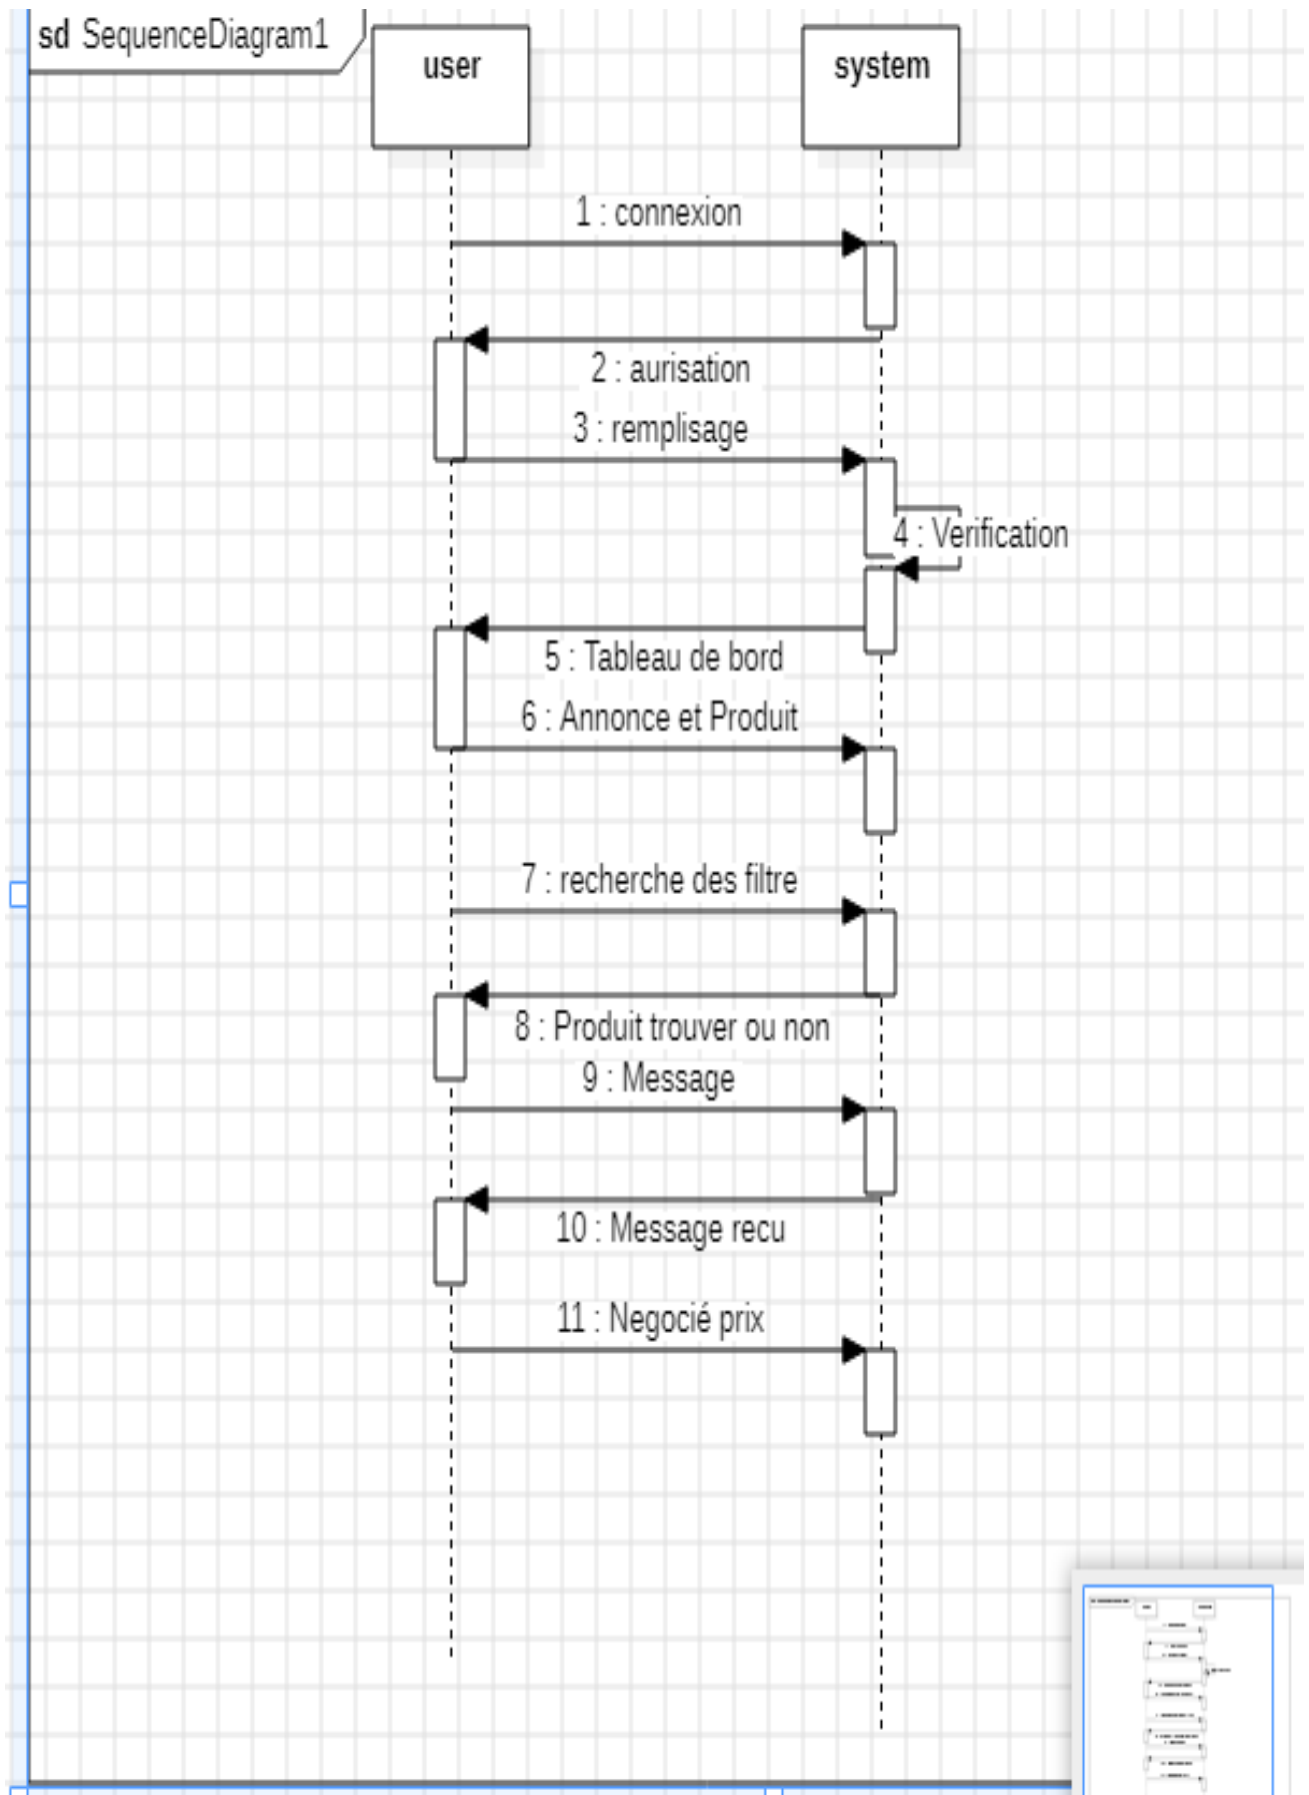 sd SequenceDiagram1
user
system
1 : connexion
2 : aurisation
3 : remplisage
4 : Verification
5 : Tableau de bord
6 : Annonce et Produit
7 : recherche des filtre
8 : Produit trouver ou non
9 : Message
10 : Message recu
11 : Negocié prix